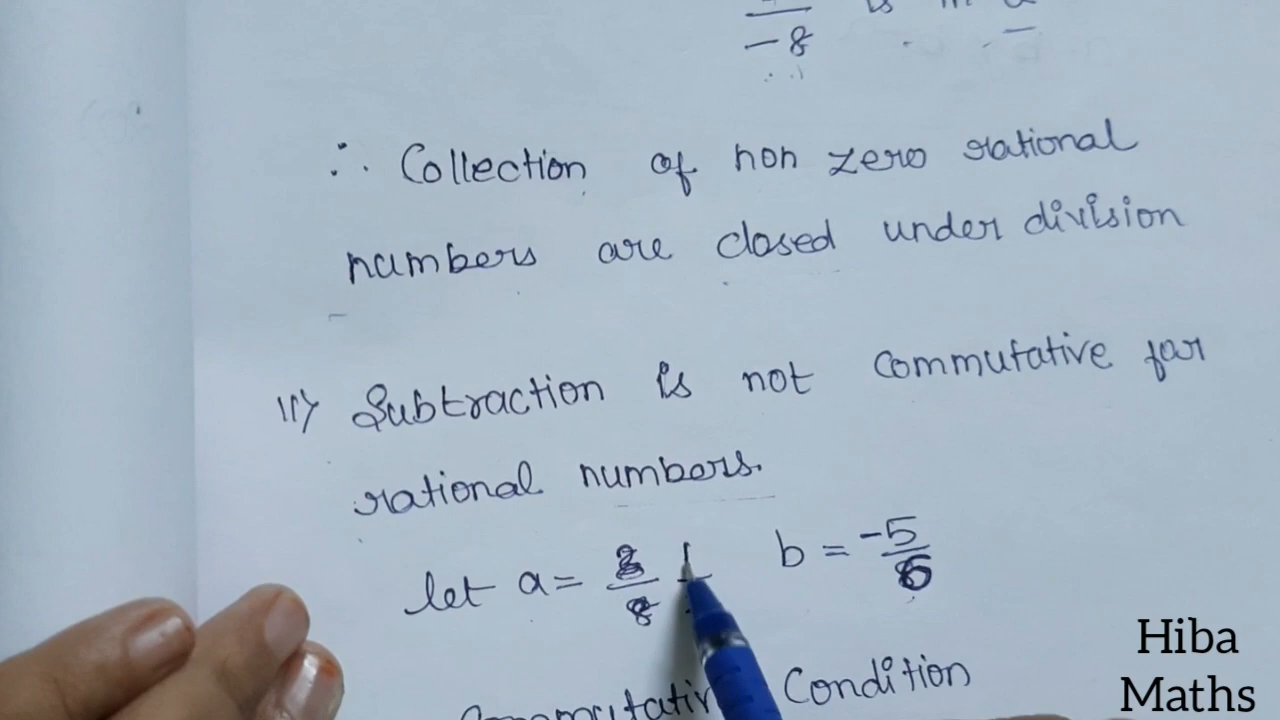 -8
∴ Collection of non zero rational
numbers are closed under division
ii) Subtraction is not commutative for
rational numbers.
let a = b = -5/6
Condition
Hiba
Maths